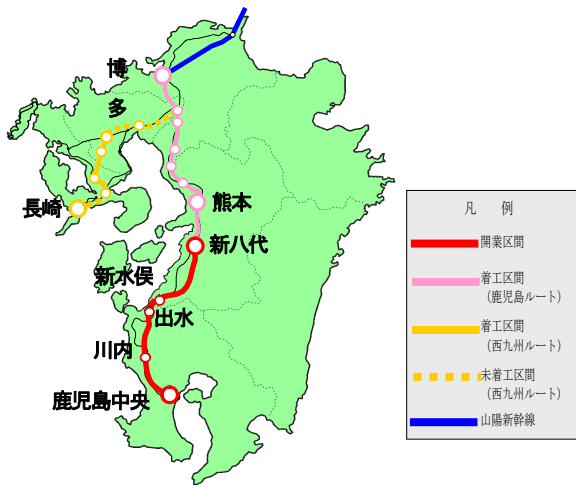 博
多
長崎
熊本
新八代
新水俣
出水
川内
鹿児島中央
凡 例
開業区間
着工区間
(鹿児島ルート)
着工区間
(西九州ルート)
未着工区間
(西九州ルート)
山陽新幹線